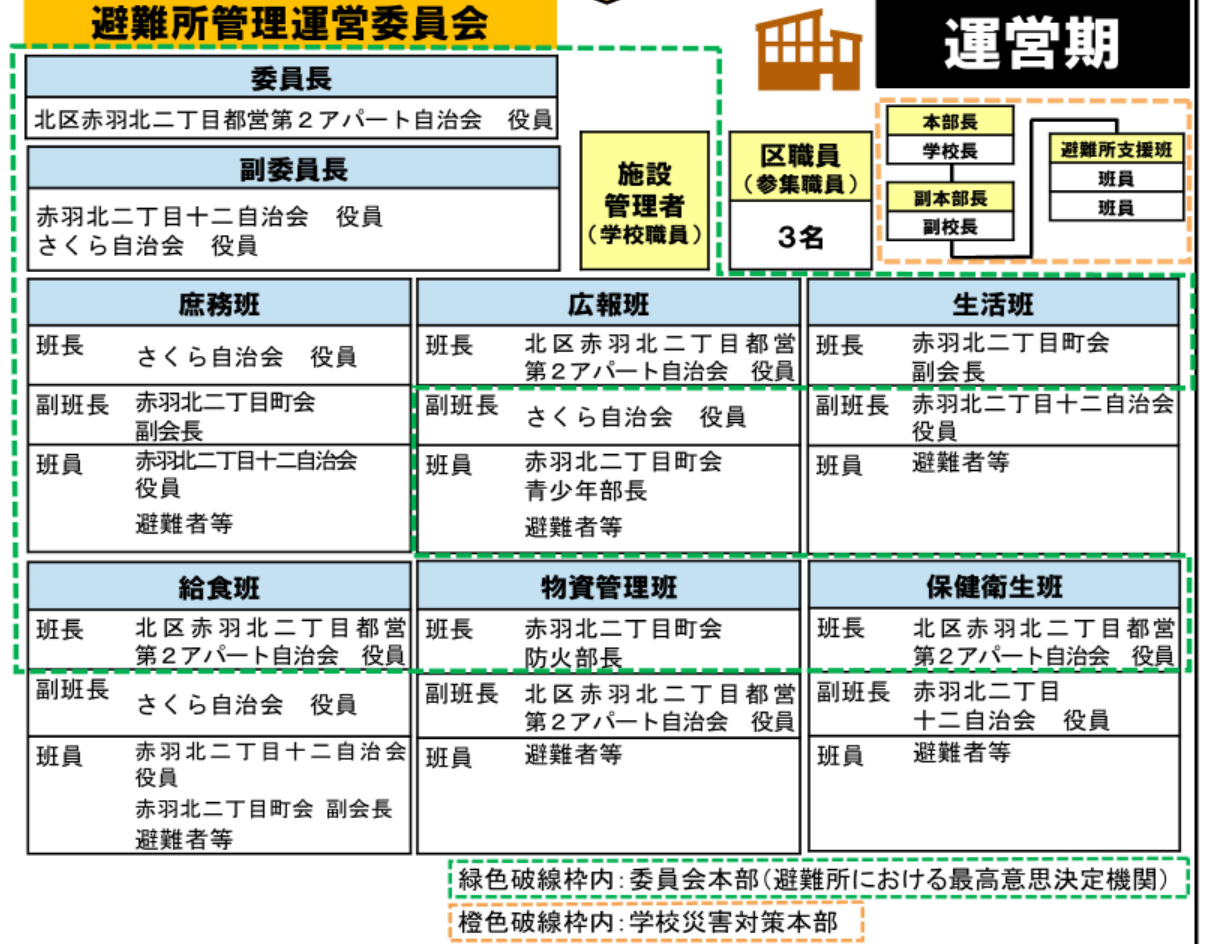 避難所管理運営委員会
運営期
委員長
北区赤羽北二丁目都営第２アパート自治会　役員
副委員長
赤羽北二丁目十二自治会　役員
さくら自治会　役員
施設
管理者
（学校職員）
区職員
（参集職員）
３名
本部長
学校長
副本部長
副校長
避難所支援班
班員
班員
庶務班
班長　さくら自治会　役員
副班長　赤羽北二丁目町会
副会長
班員　赤羽北二丁目十二自治会
役員
避難者等
広報班
班長　北区赤羽北二丁目都営
第２アパート自治会　役員
副班長　さくら自治会　役員
班員　赤羽北二丁目町会
青少年部長
避難者等
生活班
班長　赤羽北二丁目町会
副会長
副班長　赤羽北二丁目十二自治会
役員
班員　避難者等
給食班
班長　北区赤羽北二丁目都営
第２アパート自治会　役員
副班長　さくら自治会　役員
班員　赤羽北二丁目十二自治会
役員
赤羽北二丁目町会 副会長
避難者等
物資管理班
班長　赤羽北二丁目町会
防火部長
副班長　北区赤羽北二丁目都営
第２アパート自治会　役員
班員　避難者等
保健衛生班
班長　北区赤羽北二丁目都営
第２アパート自治会　役員
副班長　赤羽北二丁目
十二自治会　役員
班員　避難者等
緑色破線枠内：委員会本部（避難所における最高意思決定機関）
橙色破線枠内：学校災害対策本部